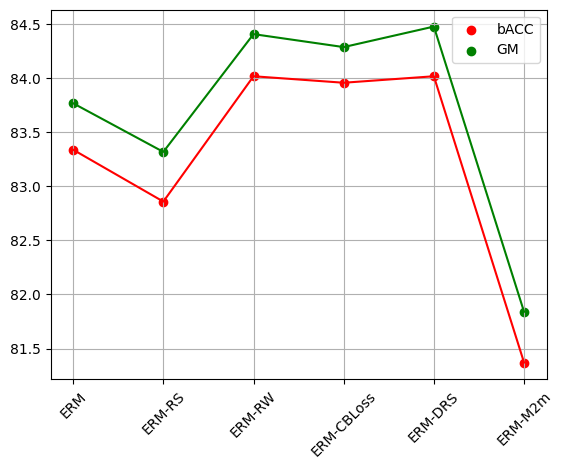 84.5
84.0
83.5
83.0
82.5
82.0
81.5
bACC
GM
ERM
ERM-RS
ERM-RW
ERM-CBLoss
ERM-DRS
ERM-M2m